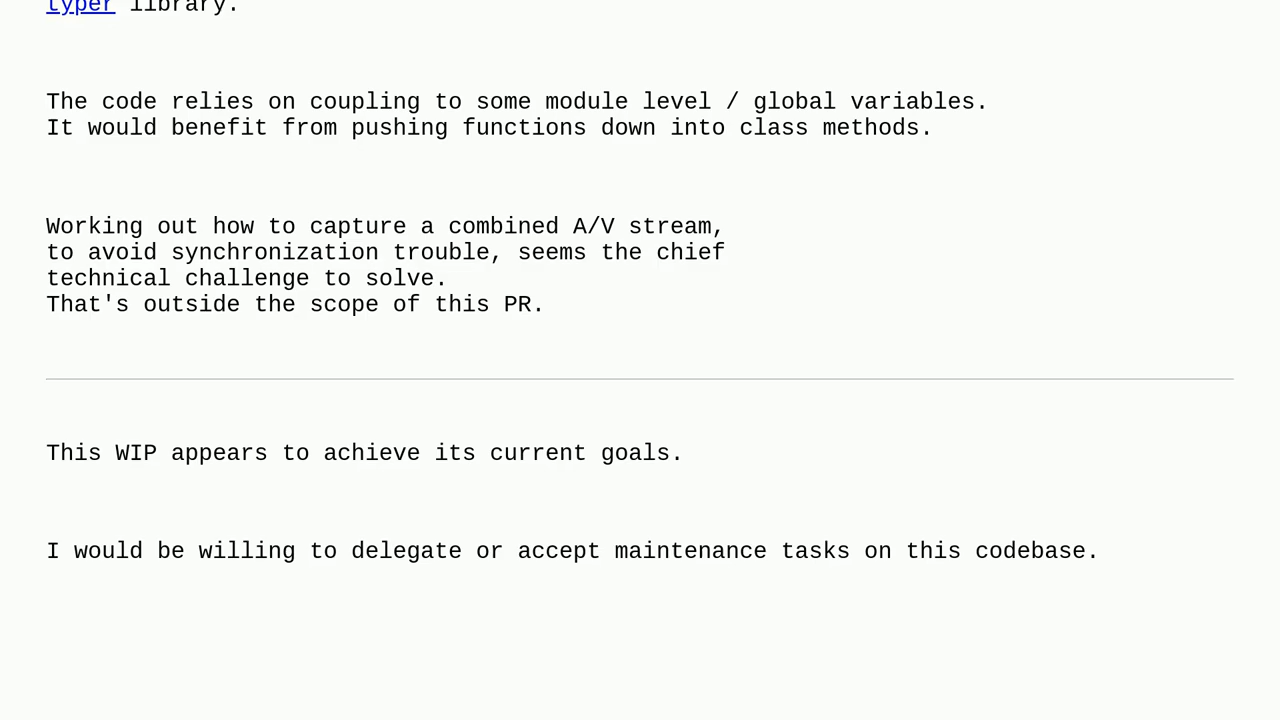 typer library.
The code relies on coupling to some module level / global variables.
It would benefit from pushing functions down into class methods.
Working out how to capture a combined A/V stream,
to avoid synchronization trouble, seems the chief
technical challenge to solve.
That's outside the scope of this PR.
This WIP appears to achieve its current goals.
I would be willing to delegate or accept maintenance tasks on this codebase.